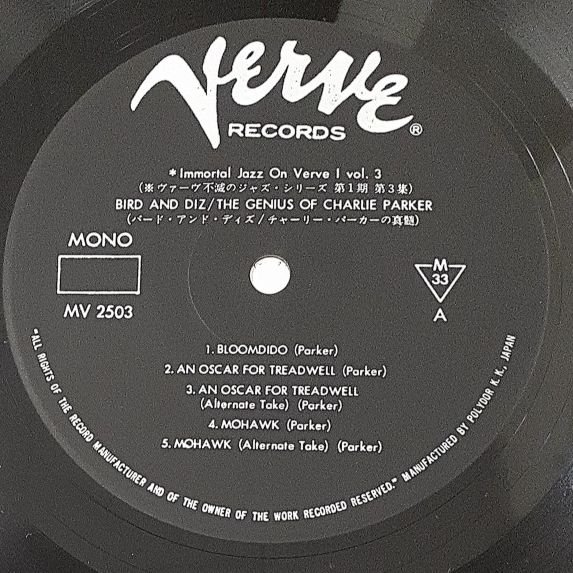 Verve
RECORDS ®
*Immortal Jazz On Verve I vol. 3
(※ヴァーヴ不滅のジャズ・シリーズ 第1期 第3集)
BIRD AND DIZ/THE GENIUS OF CHARLIE PARKER
(バード・アンド・ディズ/チャーリー・パーカーの真髄)
MONO
MV 2503
M
33
A
1. BLOOMDIDO (Parker)
2. AN OSCAR FOR TREADWELL (Parker)
3. AN OSCAR FOR TREADWELL
(Alternate Take) (Parker)
4. MOHAWK (Parker)
5. MOHAWK (Alternate Take) (Parker)
"ALL RIGHTS OF THE RECORD MANUFACTURER AND OF THE OWNER OF THE WORK RECORDED RESERVED." MANUFACTURED BY POLYDOR K. K., JAPAN